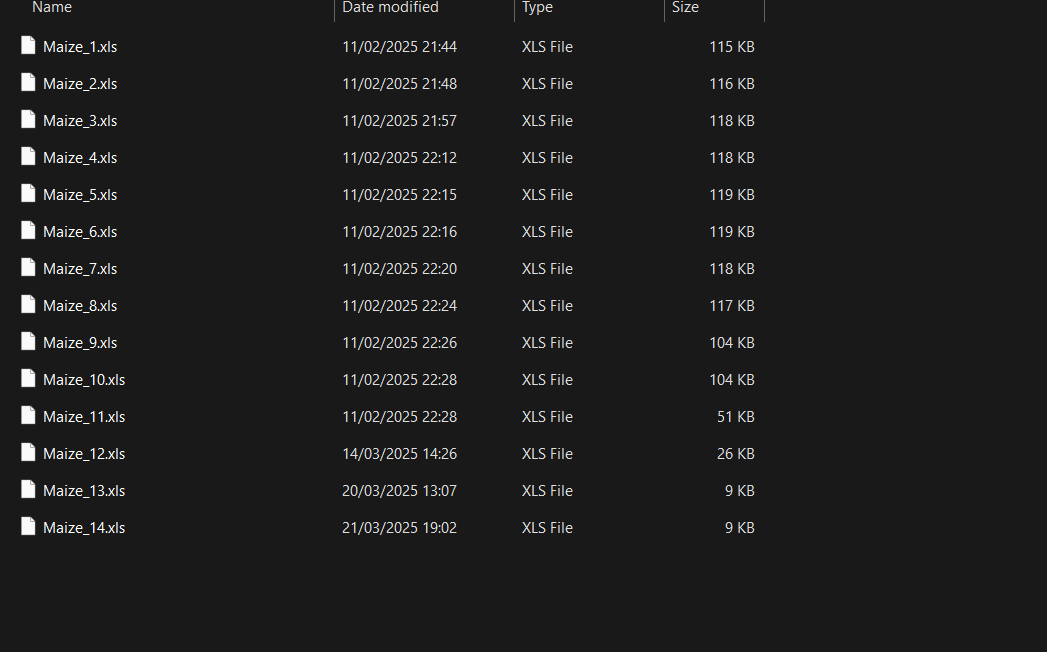 Name Date modified Type Size
Maize_1.xls 11/02/2025 21:44 XLS File 115 KB
Maize_2.xls 11/02/2025 21:48 XLS File 116 KB
Maize_3.xls 11/02/2025 21:57 XLS File 118 KB
Maize_4.xls 11/02/2025 22:12 XLS File 118 KB
Maize_5.xls 11/02/2025 22:15 XLS File 119 KB
Maize_6.xls 11/02/2025 22:16 XLS File 119 KB
Maize_7.xls 11/02/2025 22:20 XLS File 118 KB
Maize_8.xls 11/02/2025 22:24 XLS File 117 KB
Maize_9.xls 11/02/2025 22:26 XLS File 104 KB
Maize_10.xls 11/02/2025 22:28 XLS File 104 KB
Maize_11.xls 11/02/2025 22:28 XLS File 51 KB
Maize_12.xls 14/03/2025 14:26 XLS File 26 KB
Maize_13.xls 20/03/2025 13:07 XLS File 9 KB
Maize_14.xls 21/03/2025 19:02 XLS File 9 KB